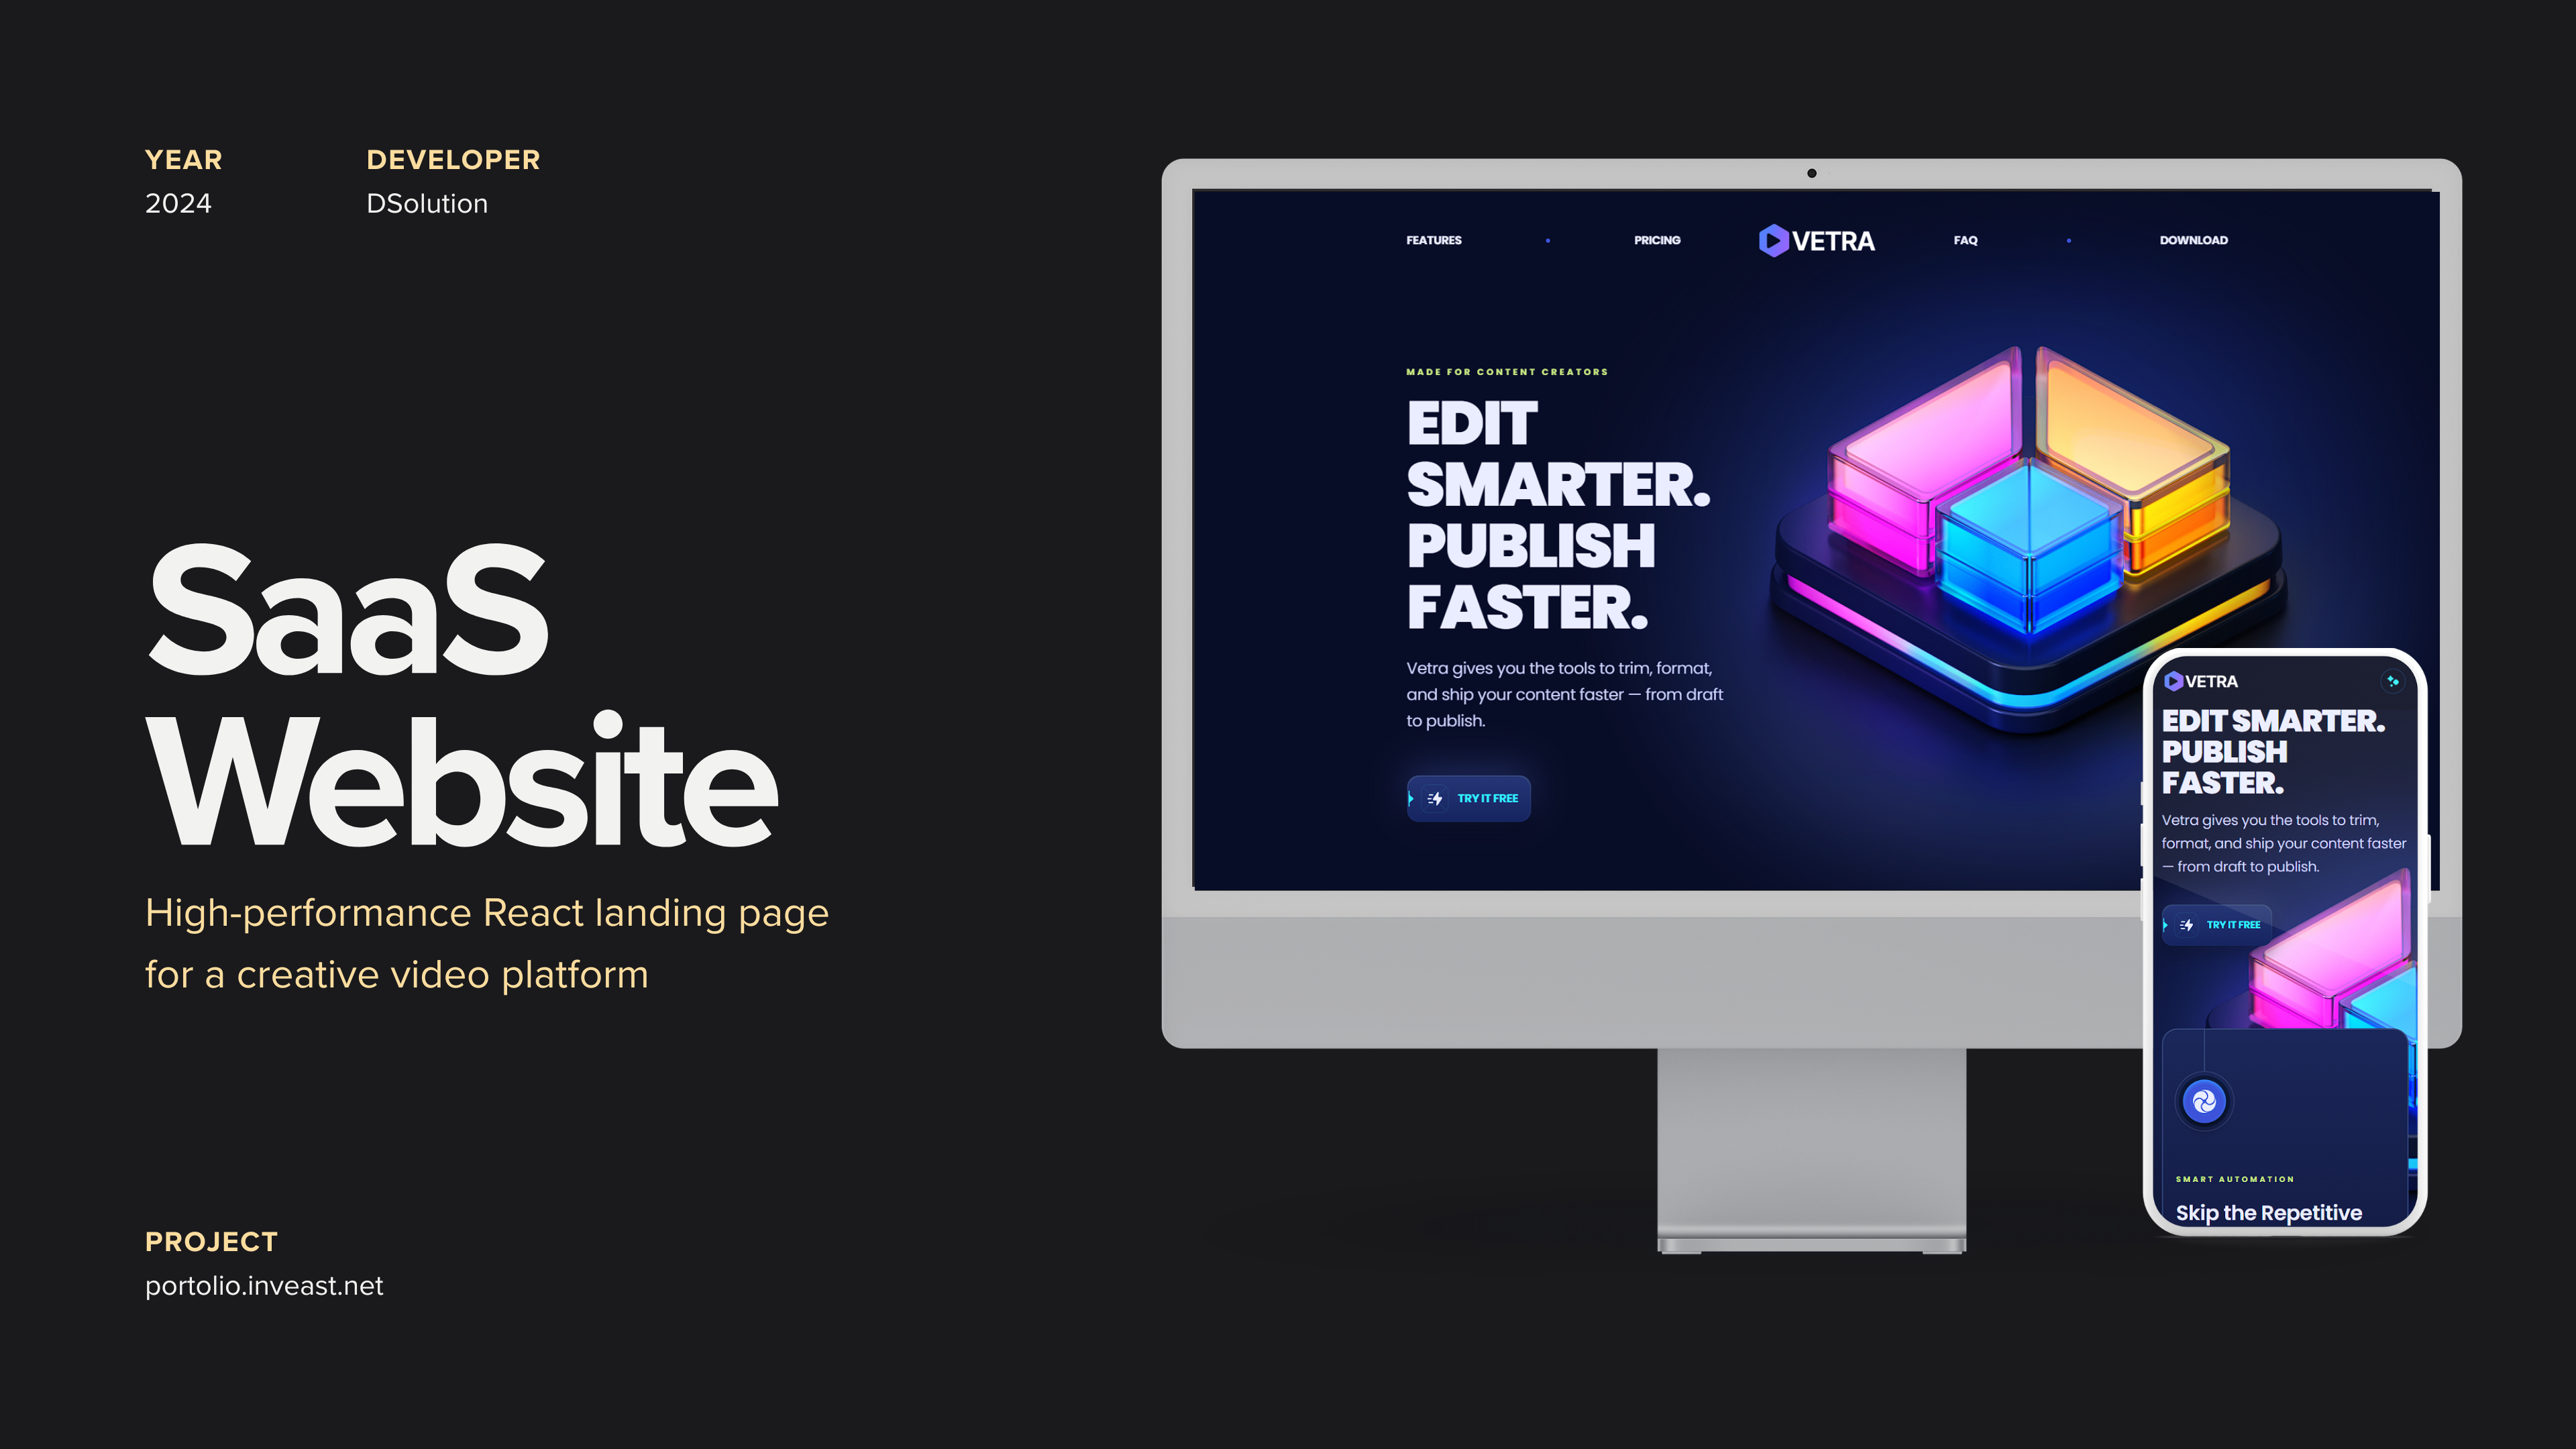 YEAR
2024
DEVELOPER
DSolution
SaaS
Website
High-performance React landing page
for a creative video platform
PROJECT
portolio.inveast.net
FEATURES
PRICING
VETRA
FAQ
DOWNLOAD
MADE FOR CONTENT CREATORS
EDIT
SMARTER.
PUBLISH
FASTER.
Vetra gives you the tools to trim, format,
and ship your content faster — from draft
to publish.
TRY IT FREE
VETRA
EDIT SMARTER.
PUBLISH
FASTER.
Vetra gives you the tools to trim,
format, and ship your content faster
— from draft to publish.
TRY IT FREE
SMART AUTOMATION
Skip the Repetitive